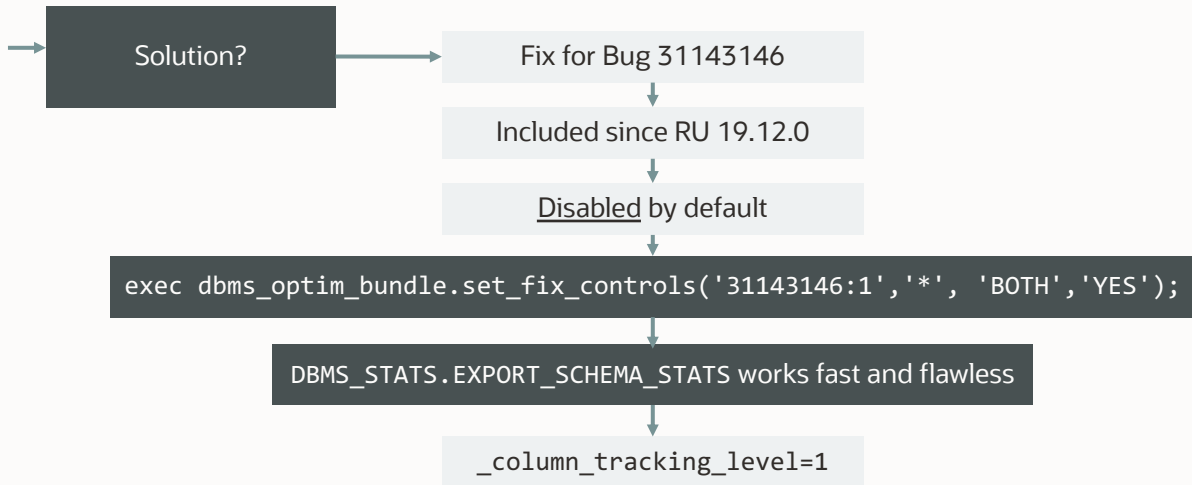 Solution?
Fix for Bug 31143146
Included since RU 19.12.0
Disabled by default
exec dbms_optim_bundle.set_fix_controls('31143146:1','*', 'BOTH','YES');
DBMS_STATS.EXPORT_SCHEMA_STATS works fast and flawless
_column_tracking_level=1